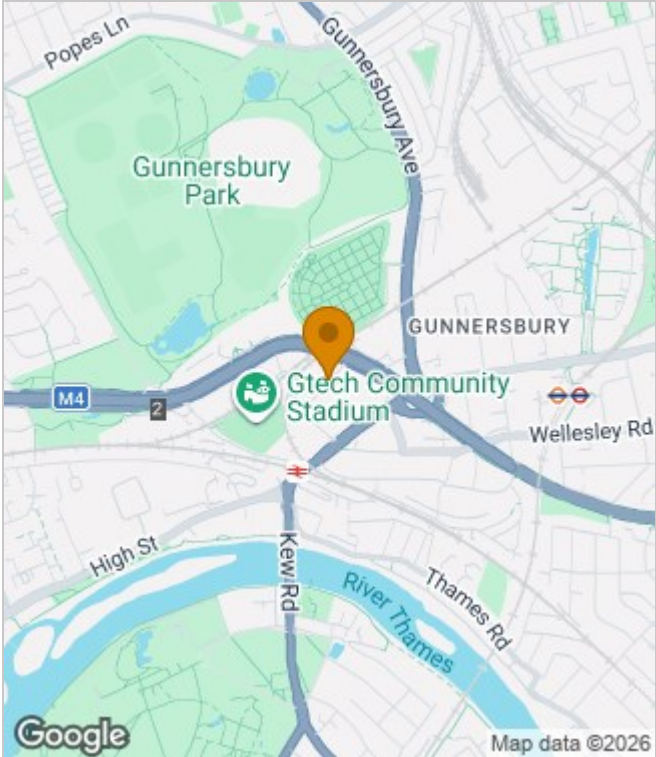 Popes Ln
Gunnersbury Ave
Gunnersbury
Park
GUNNERSBURY
M4
2
Gtech Community
Stadium
Wellesley Rd
High St
Kew Rd
River Thames
Thames Rd
Google
Map data ©2026